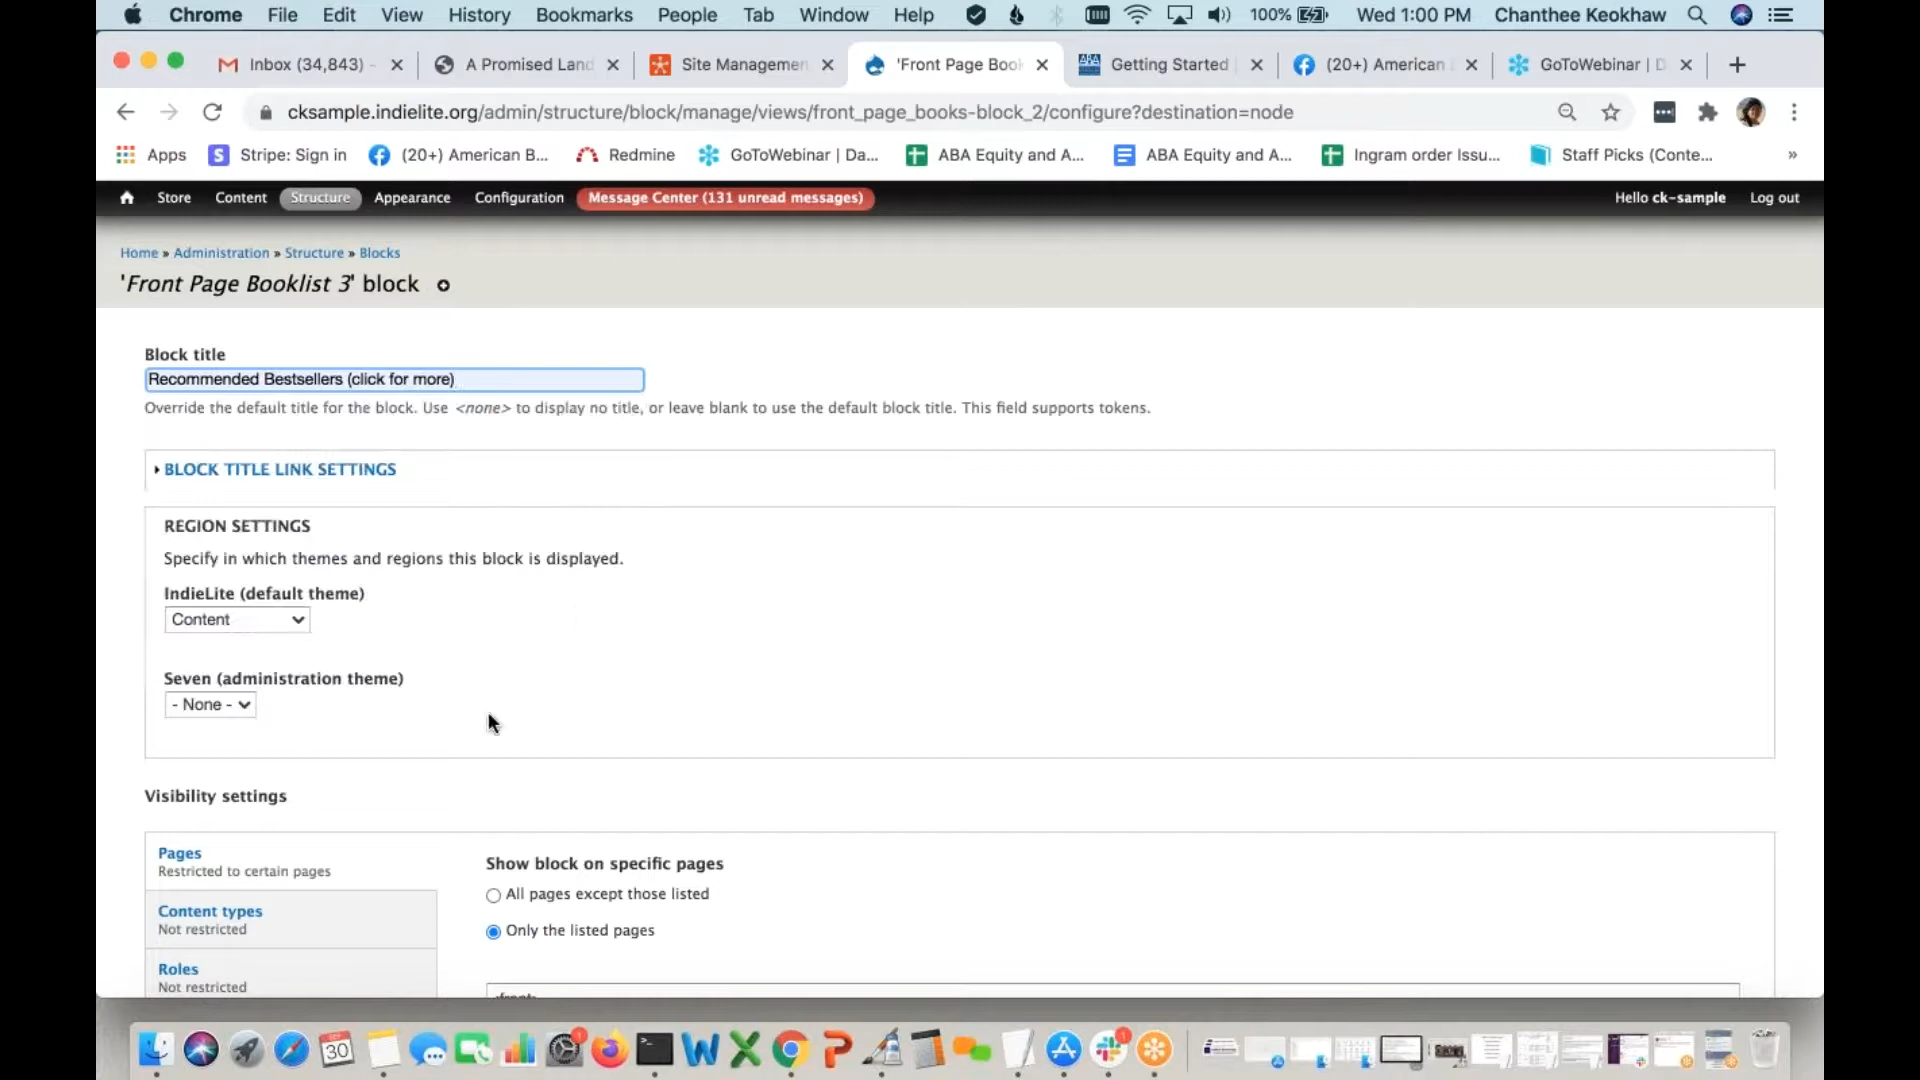 Chrome File Edit View History Bookmarks People Tab Window Help 100% Wed 1:00 PM Chanthee Keokhaw
Inbox (34,843) - A Promised Land Site Managemen 'Front Page Book Getting Started (20+) American GoToWebinar | D
cksample.indielite.org/admin/structure/block/manage/views/front_page_books-block_2/configure?destination=node
Apps Stripe: Sign in (20+) American B... Redmine GoToWebinar | Da... ABA Equity and A... ABA Equity and A... Ingram order Issu... Staff Picks (Conte... »
Store Content Structure Appearance Configuration Message Center (131 unread messages) Hello ck-sample Log out
Home » Administration » Structure » Blocks
'Front Page Booklist 3' block
Block title
Recommended Bestsellers (click for more)
Override the default title for the block. Use <none> to display no title, or leave blank to use the default block title. This field supports tokens.
BLOCK TITLE LINK SETTINGS
REGION SETTINGS
Specify in which themes and regions this block is displayed.
IndieLite (default theme)
Content
Seven (administration theme)
- None -
Visibility settings
Pages
Restricted to certain pages
Show block on specific pages
All pages except those listed
Content types
Not restricted
Only the listed pages
Roles
Not restricted
30